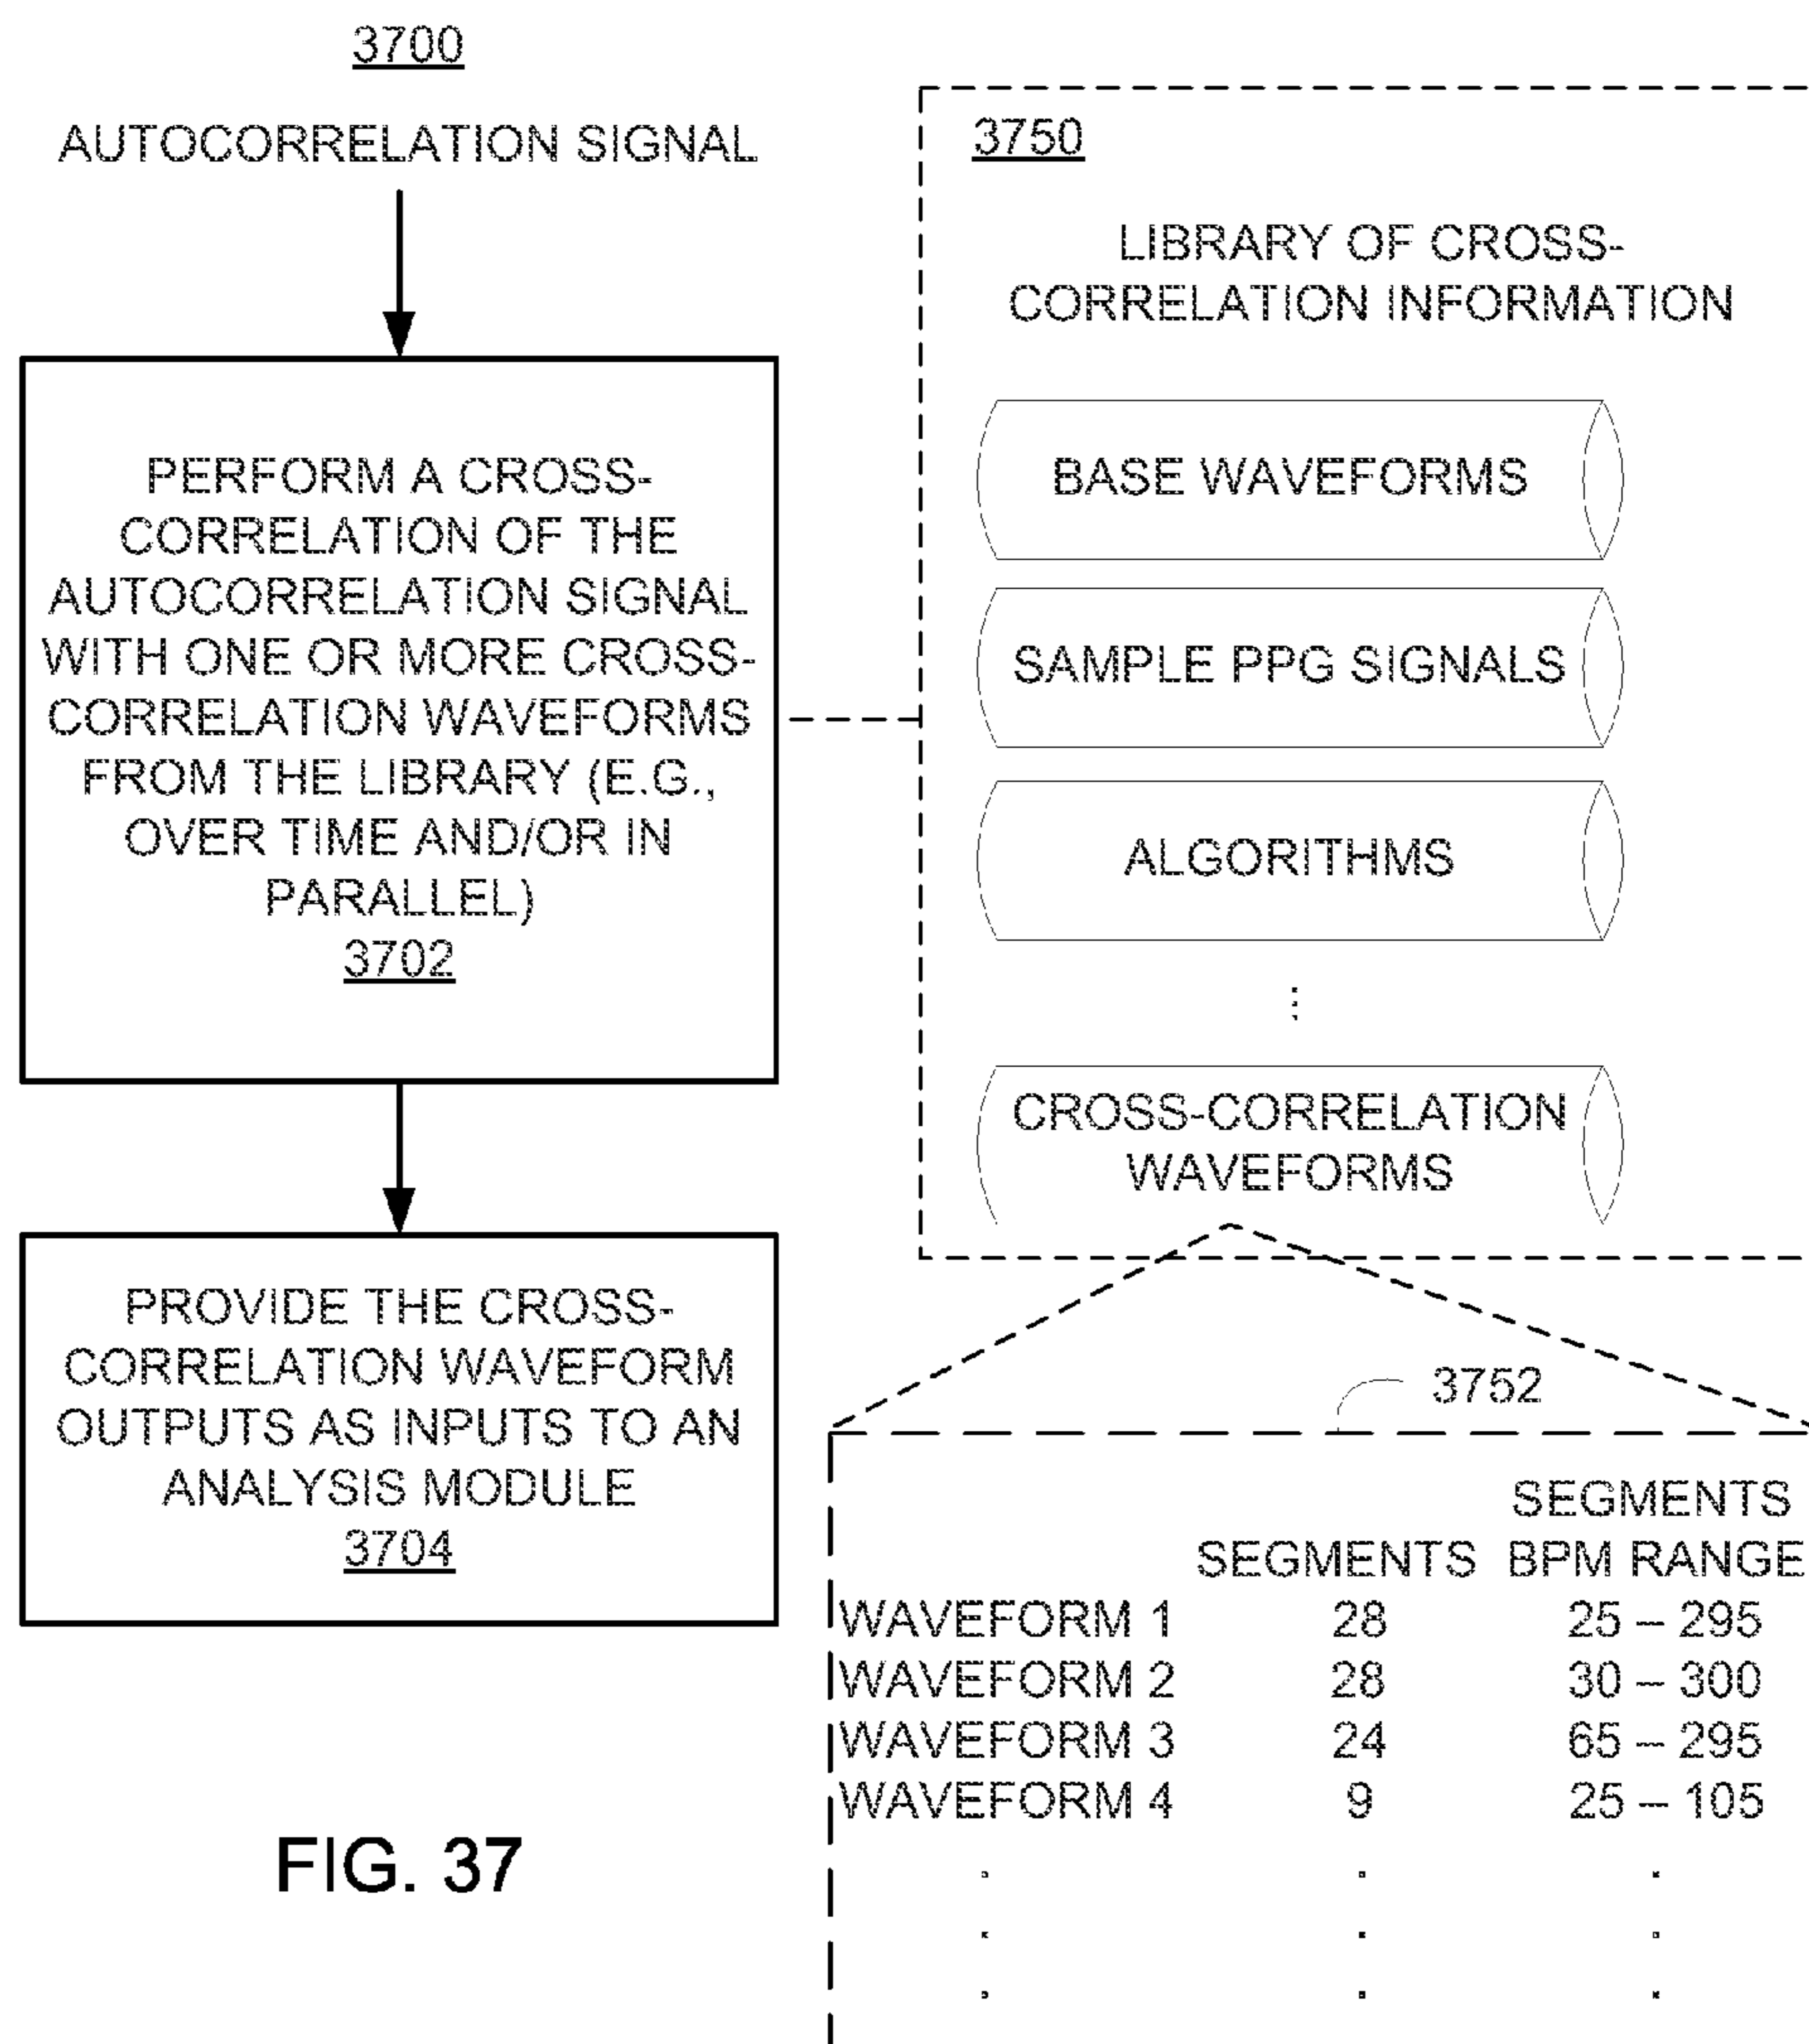 3700
AUTOCORRELATION SIGNAL
PERFORM A CROSS-
CORRELATION OF THE
AUTOCORRELATION SIGNAL
WITH ONE OR MORE CROSS-
CORRELATION WAVEFORMS
FROM THE LIBRARY (E.G.,
OVER TIME AND/OR IN
PARALLEL)
3702
PROVIDE THE CROSS-
CORRELATION WAVEFORM
OUTPUTS AS INPUTS TO AN
ANALYSIS MODULE
3704
3750
LIBRARY OF CROSS-
CORRELATION INFORMATION
BASE WAVEFORMS
SAMPLE PPG SIGNALS
ALGORITHMS
CROSS-CORRELATION
WAVEFORMS
3752
SEGMENTS
SEGMENTS BPM RANGE
WAVEFORM 1 28 25 – 295
WAVEFORM 2 28 30 – 300
WAVEFORM 3 24 65 – 295
WAVEFORM 4 9 25 – 105
FIG. 37